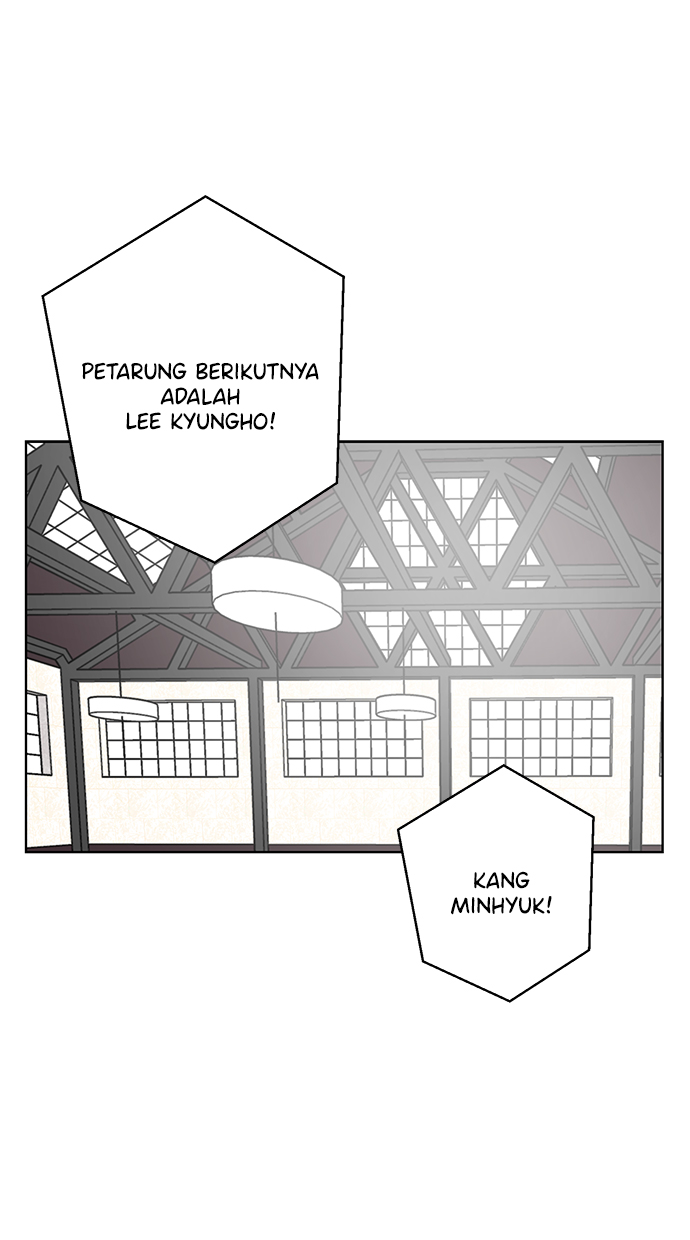 PETARUNG BERIKUTNYA
ADALAH
LEE KYUNGHO!
KANG
MINHYUK!